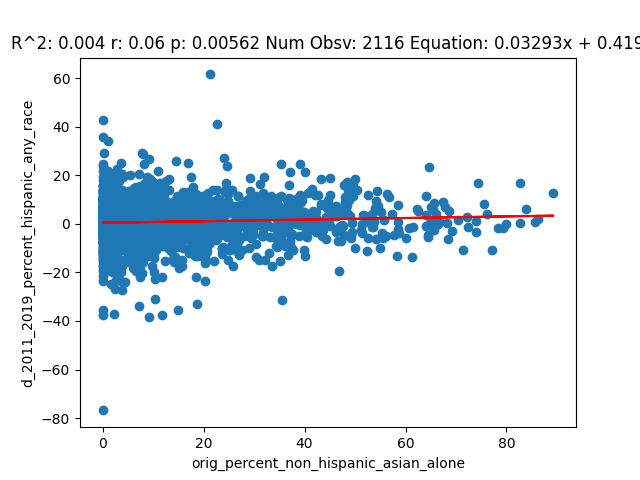 R^2: 0.004 r: 0.06 p: 0.00562 Num Obsv: 2116 Equation: 0.03293x + 0.419
60
40
20
0
−20
−40
−60
−80
d_2011_2019_percent_hispanic_any_race
0 20 40 60 80
orig_percent_non_hispanic_asian_alone